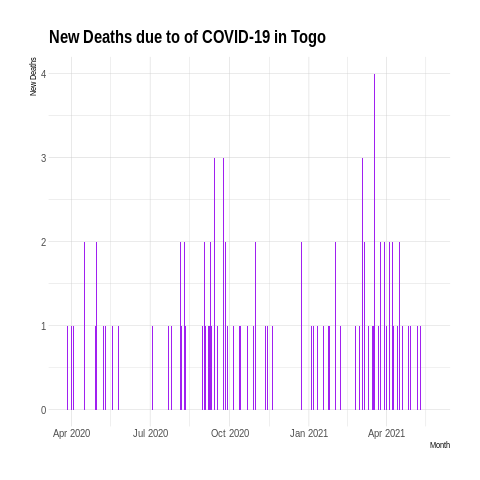 New Deaths due to of COVID-19 in Togo
New Deaths
4
3
2
1
0
Apr 2020 Jul 2020 Oct 2020 Jan 2021 Apr 2021
Month